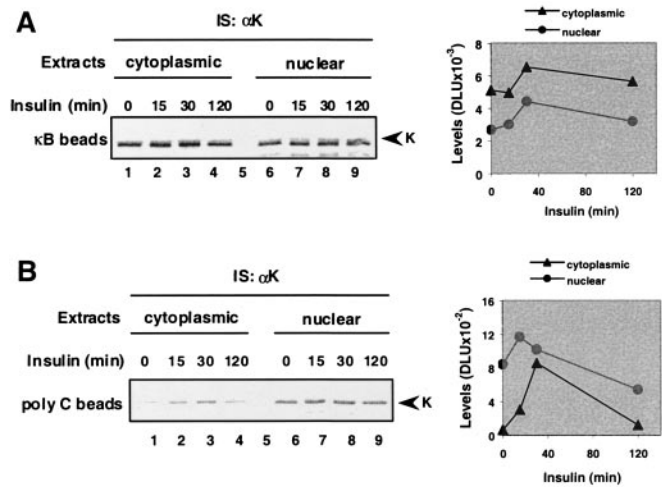 A
IS: αK
Extracts cytoplasmic nuclear
Insulin (min) 0 15 30 120 0 15 30 120
κB beads K
1 2 3 4 5 6 7 8 9
cytoplasmic
nuclear
Levels (DLUx10-3)
8
6
4
2
0
0 40 80 120
Insulin (min)
B
IS: αK
Extracts cytoplasmic nuclear
Insulin (min) 0 15 30 120 0 15 30 120
poly C beads K
1 2 3 4 5 6 7 8 9
cytoplasmic
nuclear
Levels (DLUx10-2)
16
12
8
4
0
0 40 80 120
Insulin (min)